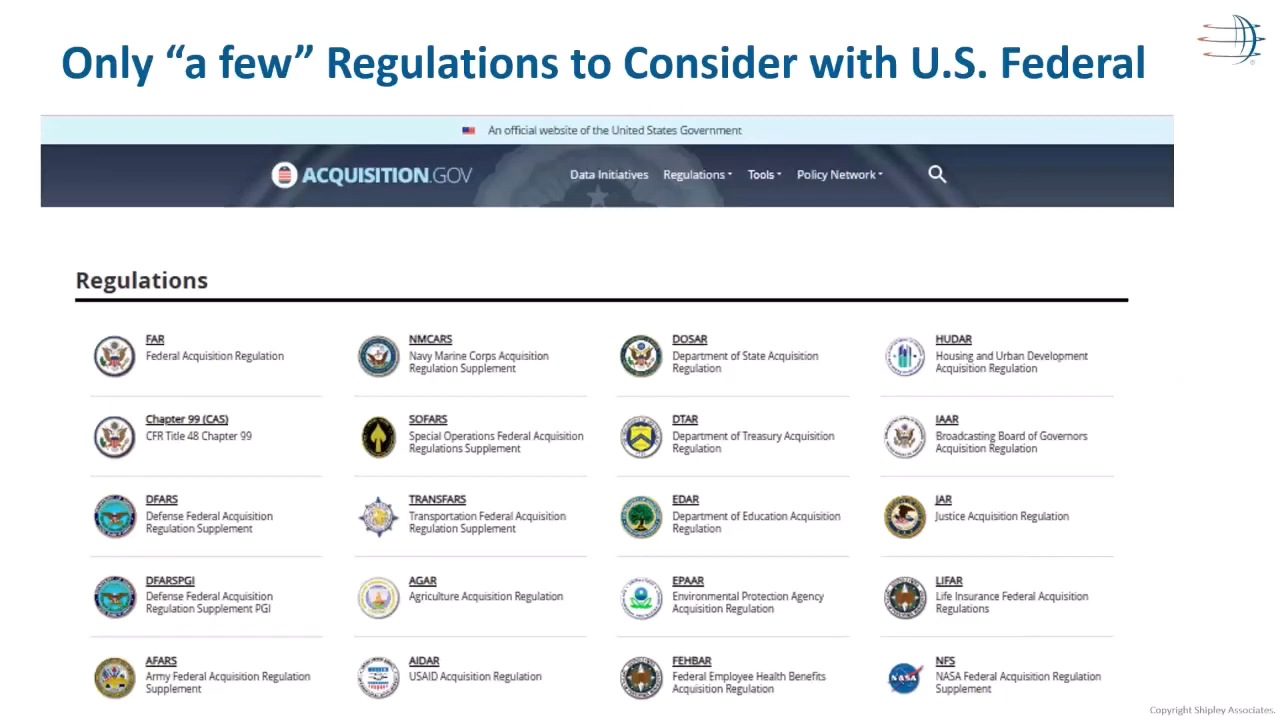 Only “a few” Regulations to Consider with U.S. Federal
An official website of the United States Government
ACQUISITION.GOV
Data Initiatives
Regulations
Tools
Policy Network
Regulations
FAR
Federal Acquisition Regulation
NMCARS
Navy Marine Corps Acquisition
Regulation Supplement
DOSAR
Department of State Acquisition
Regulation
HUDAR
Housing and Urban Development
Acquisition Regulation
Chapter 99 (CAS)
CFR Title 48 Chapter 99
SOFARS
Special Operations Federal Acquisition
Regulations Supplement
DTAR
Department of Treasury Acquisition
Regulation
IAAR
Broadcasting Board of Governors
Acquisition Regulation
DFARS
Defense Federal Acquisition
Regulation Supplement
TRANSFARS
Transportation Federal Acquisition
Regulation Supplement
EDAR
Department of Education Acquisition
Regulation
JAR
Justice Acquisition Regulation
DFARSPGI
Defense Federal Acquisition
Regulation Supplement PGI
AGAR
Agriculture Acquisition Regulation
EPAAR
Environmental Protection Agency
Acquisition Regulation
LIFAR
Life Insurance Federal Acquisition
Regulations
AFARS
Army Federal Acquisition Regulation
Supplement
AIDAR
USAID Acquisition Regulation
FEHBAR
Federal Employee Health Benefits
Acquisition Regulation
NASA
NFS
NASA Federal Acquisition Regulation
Supplement
Copyright Shipley Associates.